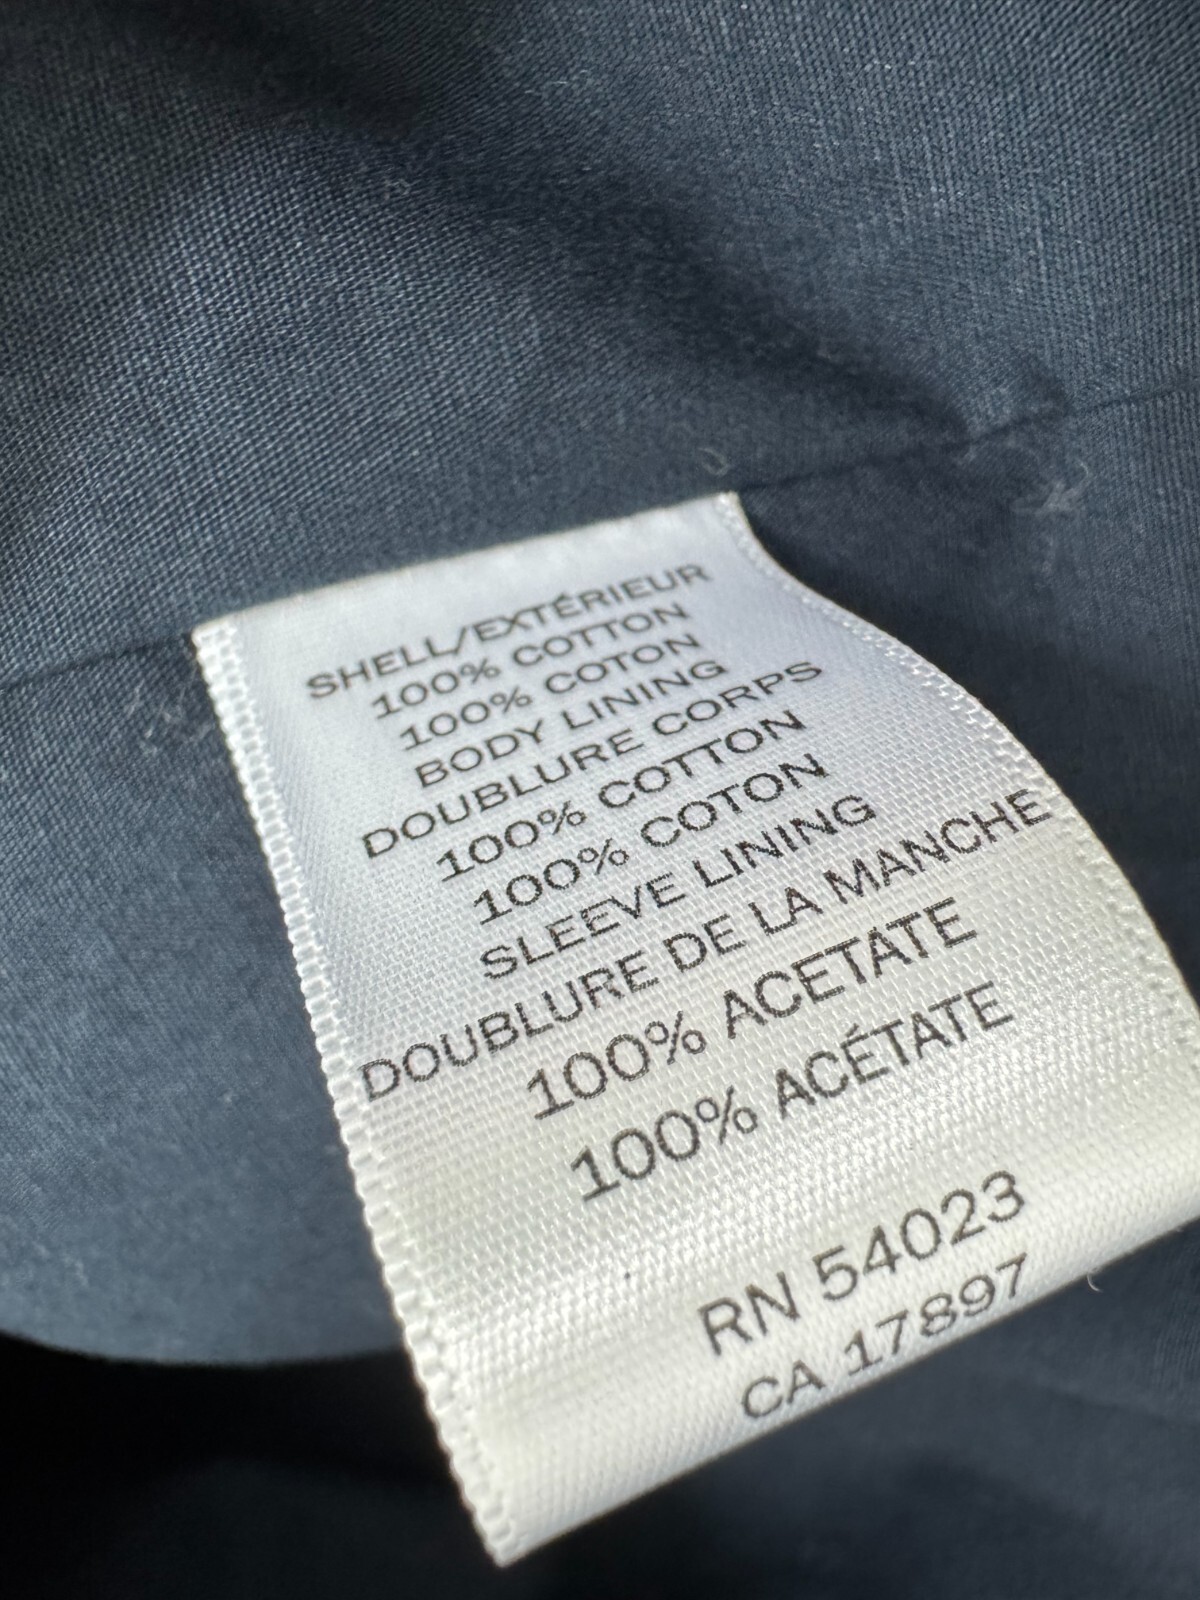 SHELL/EXTÉRIEUR
100% COTTON
100% COTON
BODY LINING
DOUBLURE CORPS
100% COTTON
100% COTON
SLEEVE LINING
DOUBLURE DE LA MANCHE
100% ACETATE
100% ACÉTATE
RN 54023
CA 17897